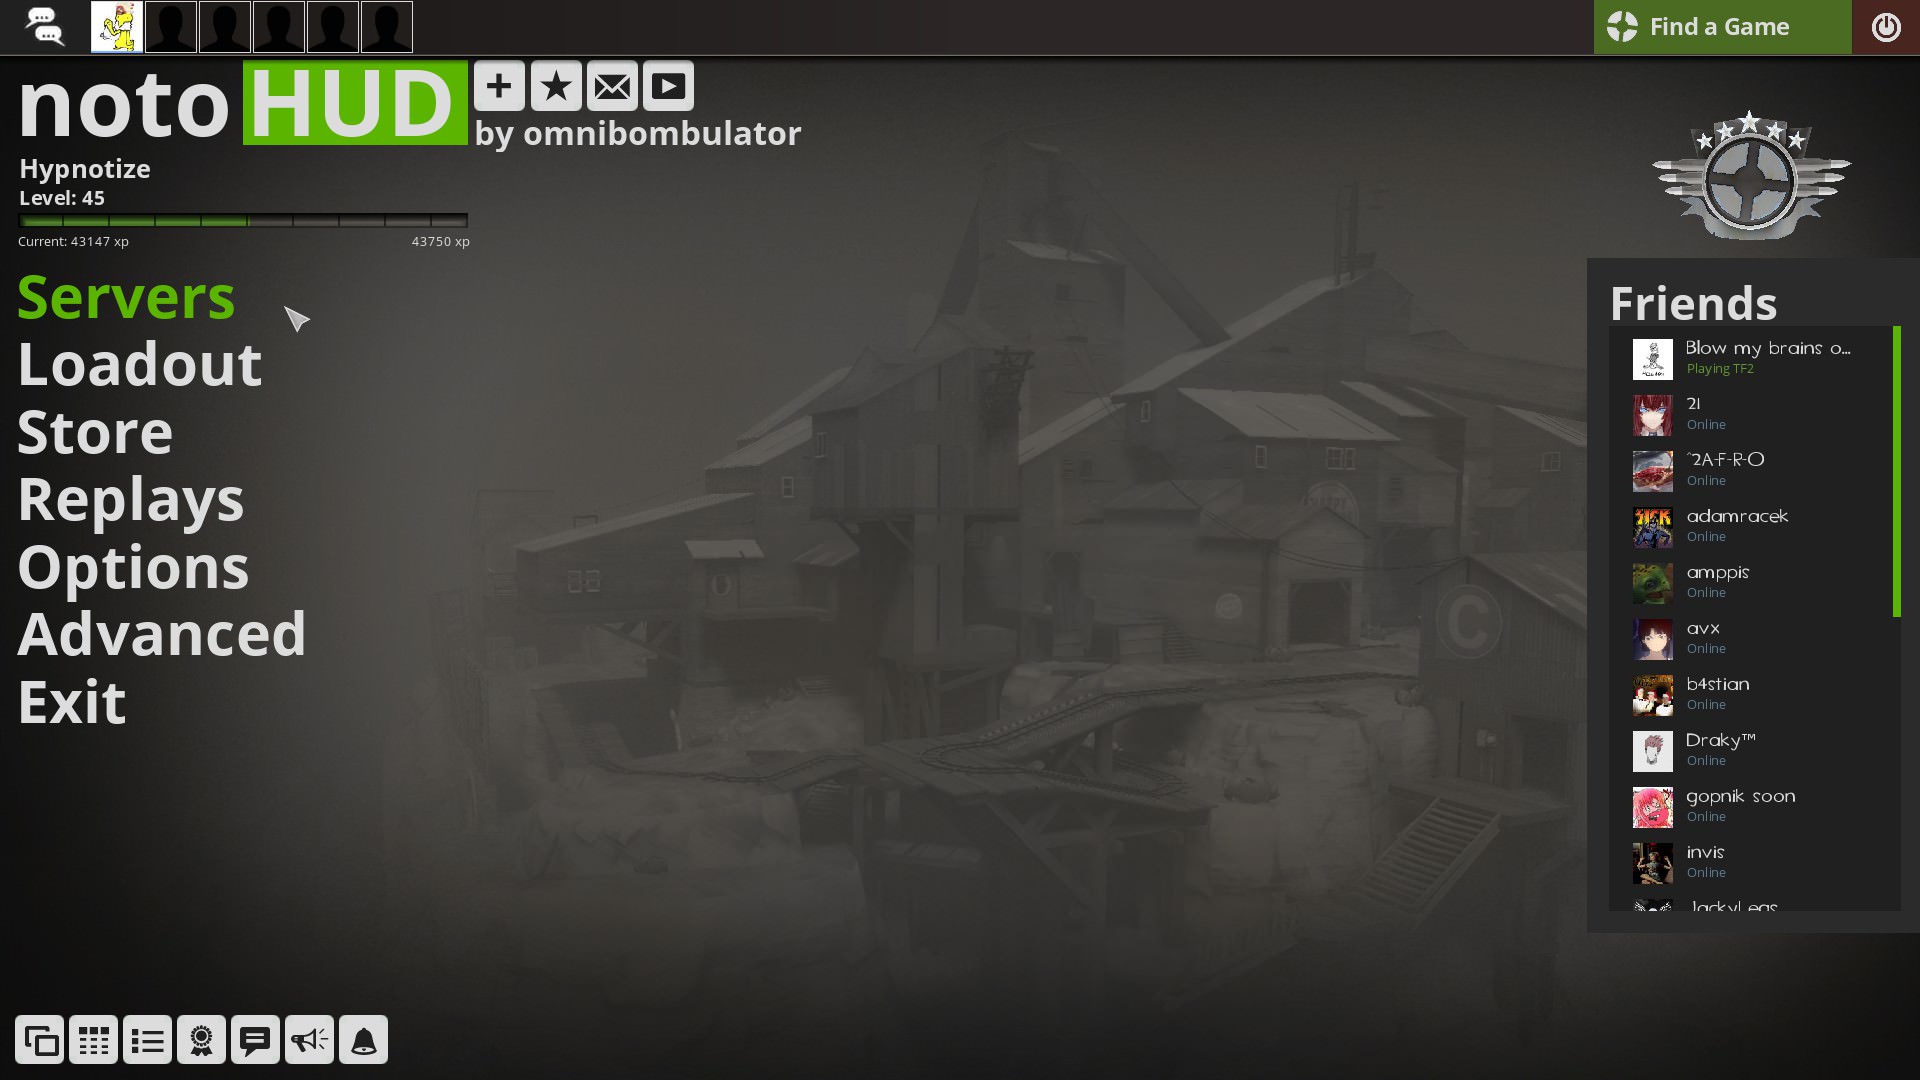 Find a Game
noto HUD
by omnibombulator
Hypnotize
Level: 45
Current: 43147 xp
43750 xp
Servers
Loadout
Store
Replays
Options
Advanced
Exit
Friends
Blow my brains o...
Playing TF2
21
Online
^2A-F-R-O
Online
adamracek
Online
amppis
Online
avx
Online
b4stian
Online
Draky™
Online
gopnik soon
Online
invis
Online
JackyLegs
C